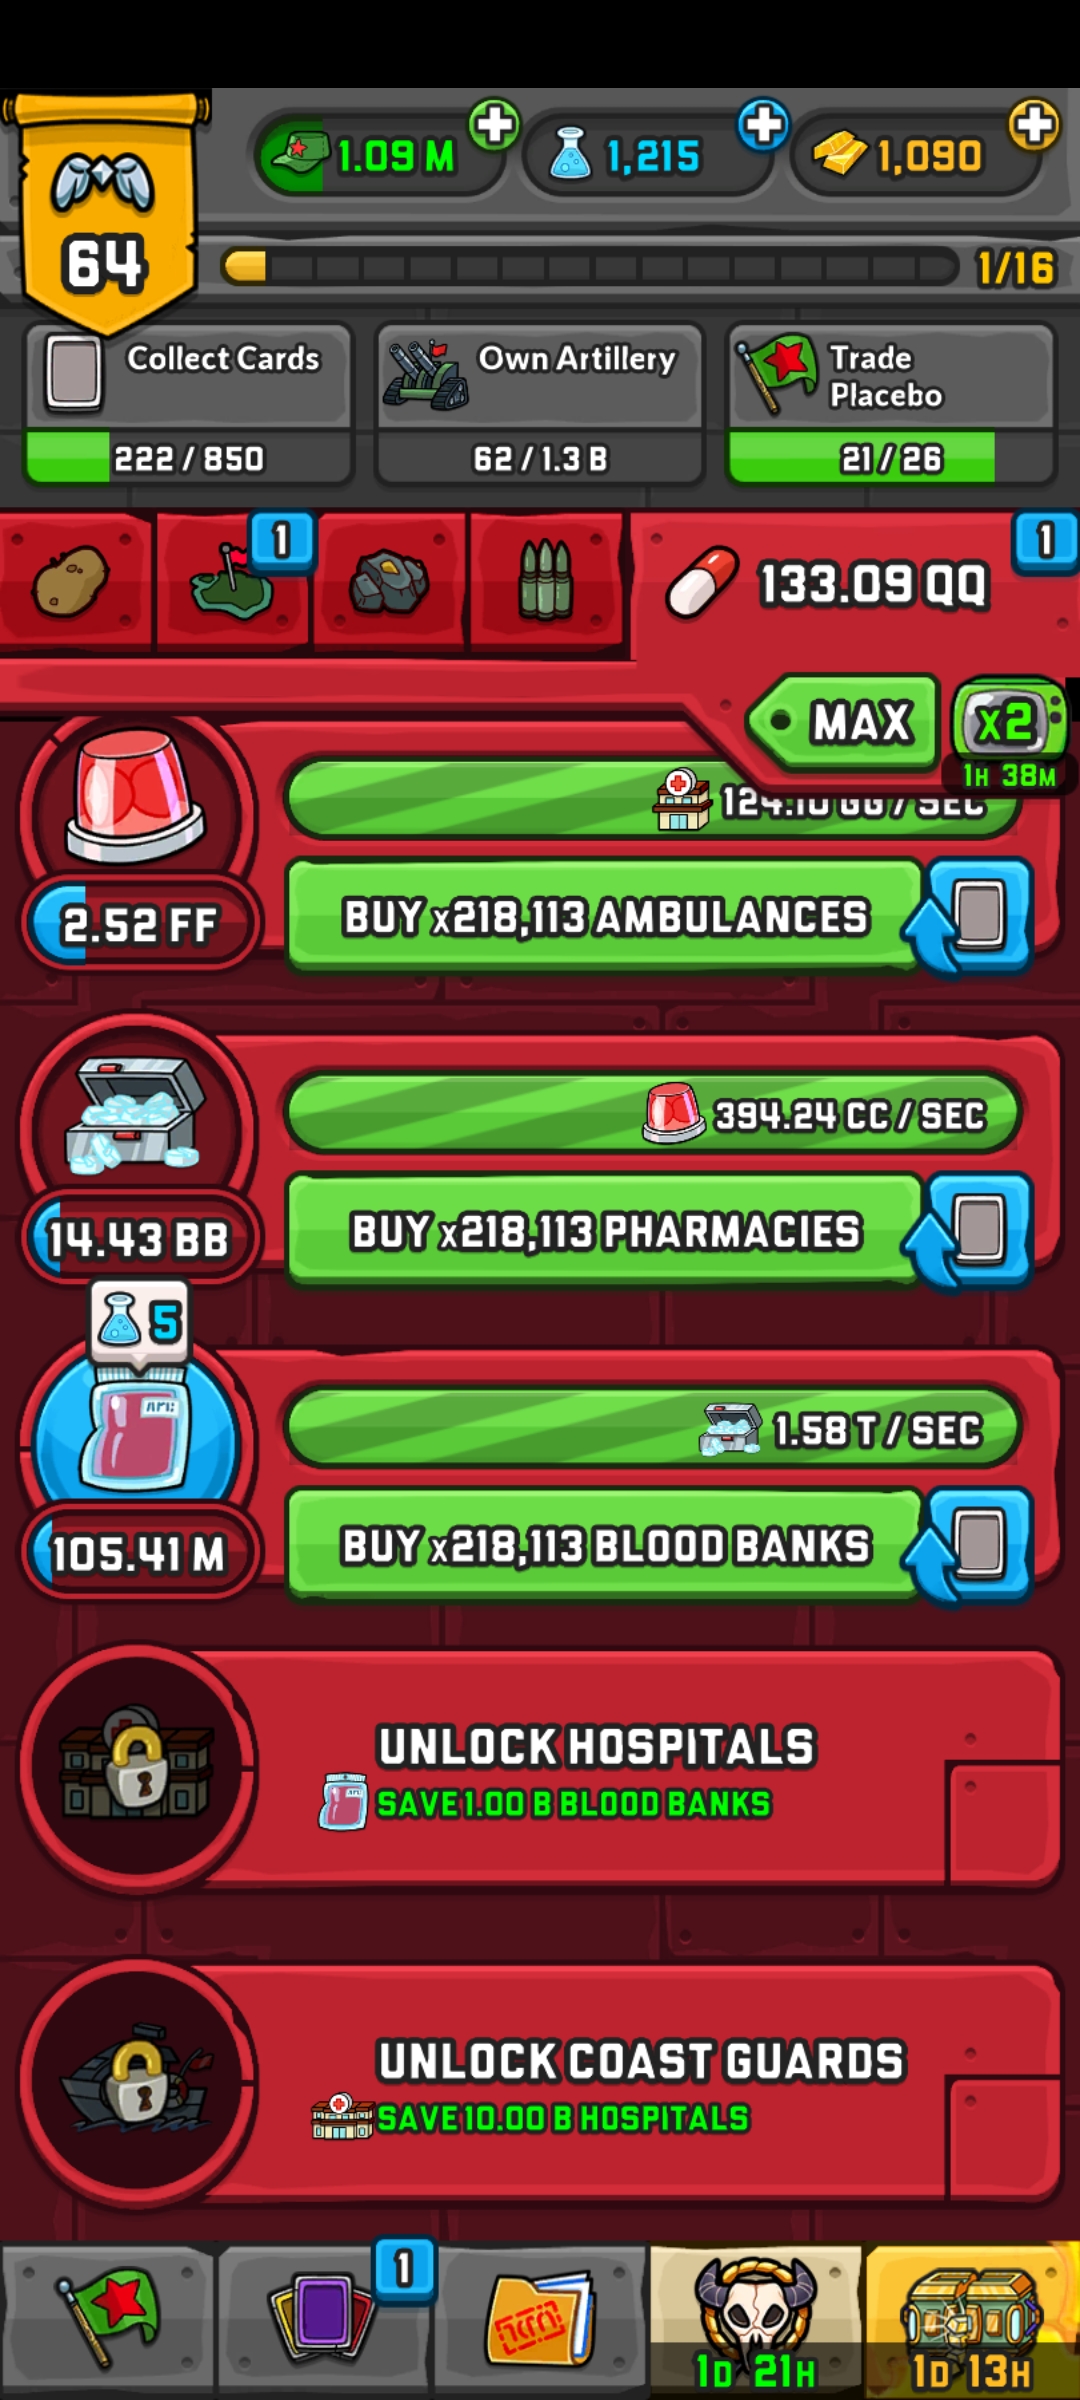 1.09 M
1,215
1,090
64
1/16
Collect Cards
222 / 850
Own Artillery
62 / 1.3 B
Trade
Placebo
21 / 26
1
133.09 QQ
1
MAX
x2
1H 38M
124.10 GG / SEC
2.52 FF
BUY x218,113 AMBULANCES
394.24 CC / SEC
14.43 BB
BUY x218,113 PHARMACIES
5
1.58 T / SEC
105.41 M
BUY x218,113 BLOOD BANKS
UNLOCK HOSPITALS
SAVE 1.00 B BLOOD BANKS
UNLOCK COAST GUARDS
SAVE 10.00 B HOSPITALS
1
1D 21H
1D 13H